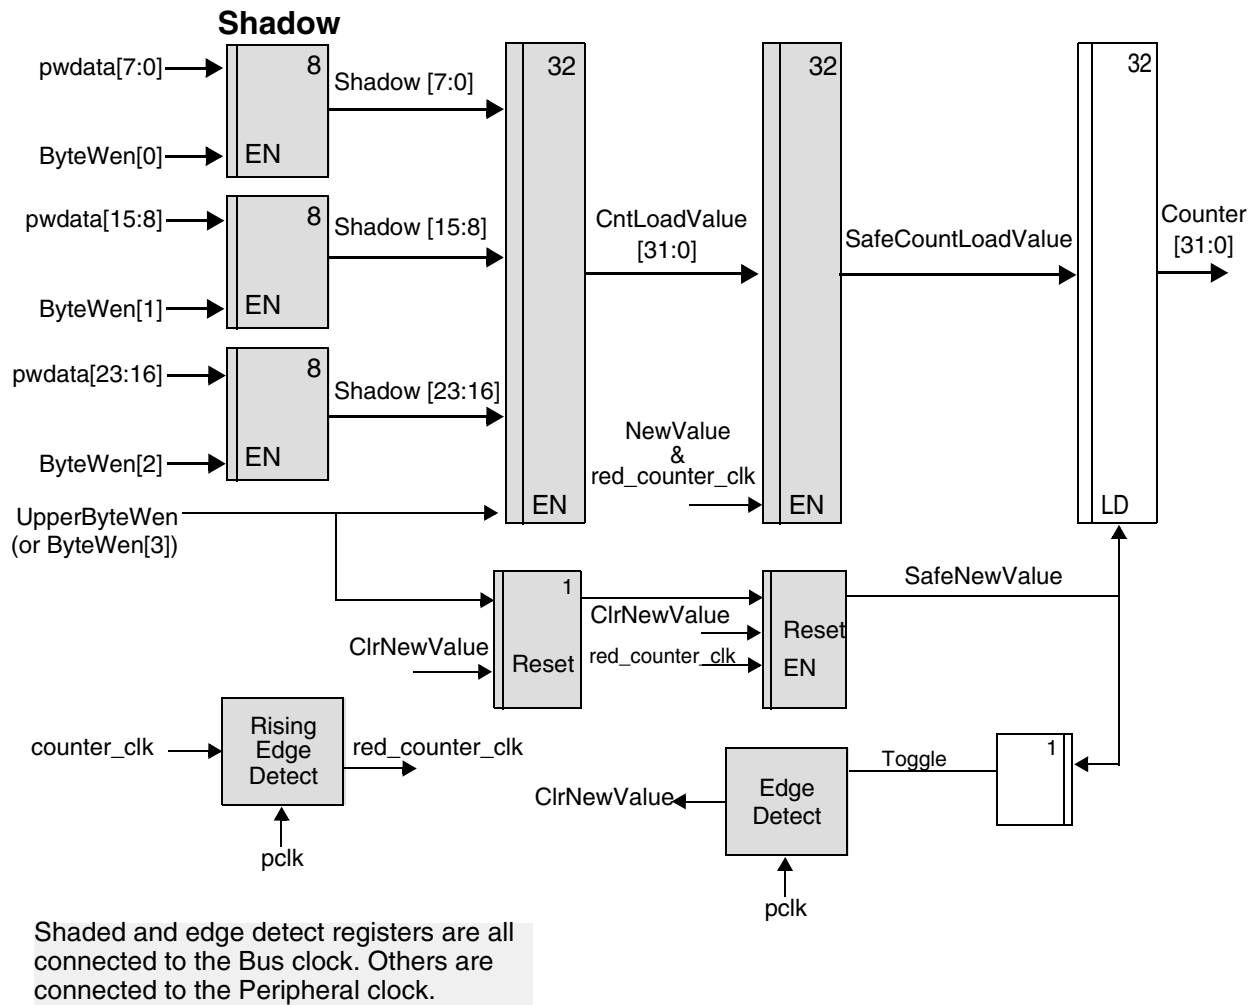 Shadow
pwdata[7:0]
8
Shadow [7:0]
32
32
32
ByteWen[0]
EN
pwdata[15:8]
8
Shadow [15:8]
CntLoadValue
[31:0]
SafeCountLoadValue
Counter
[31:0]
ByteWen[1]
EN
pwdata[23:16]
8
Shadow [23:16]
NewValue
&
red_counter_clk
ByteWen[2]
EN
EN
EN
LD
UpperByteWen
(or ByteWen[3])
1
SafeNewValue
ClrNewValue
Reset
ClrNewValue
Reset
red_counter_clk
EN
counter_clk
Rising
Edge
Detect
red_counter_clk
pclk
ClrNewValue
Edge
Detect
Toggle
1
pclk
Shaded and edge detect registers are all
connected to the Bus clock. Others are
connected to the Peripheral clock.